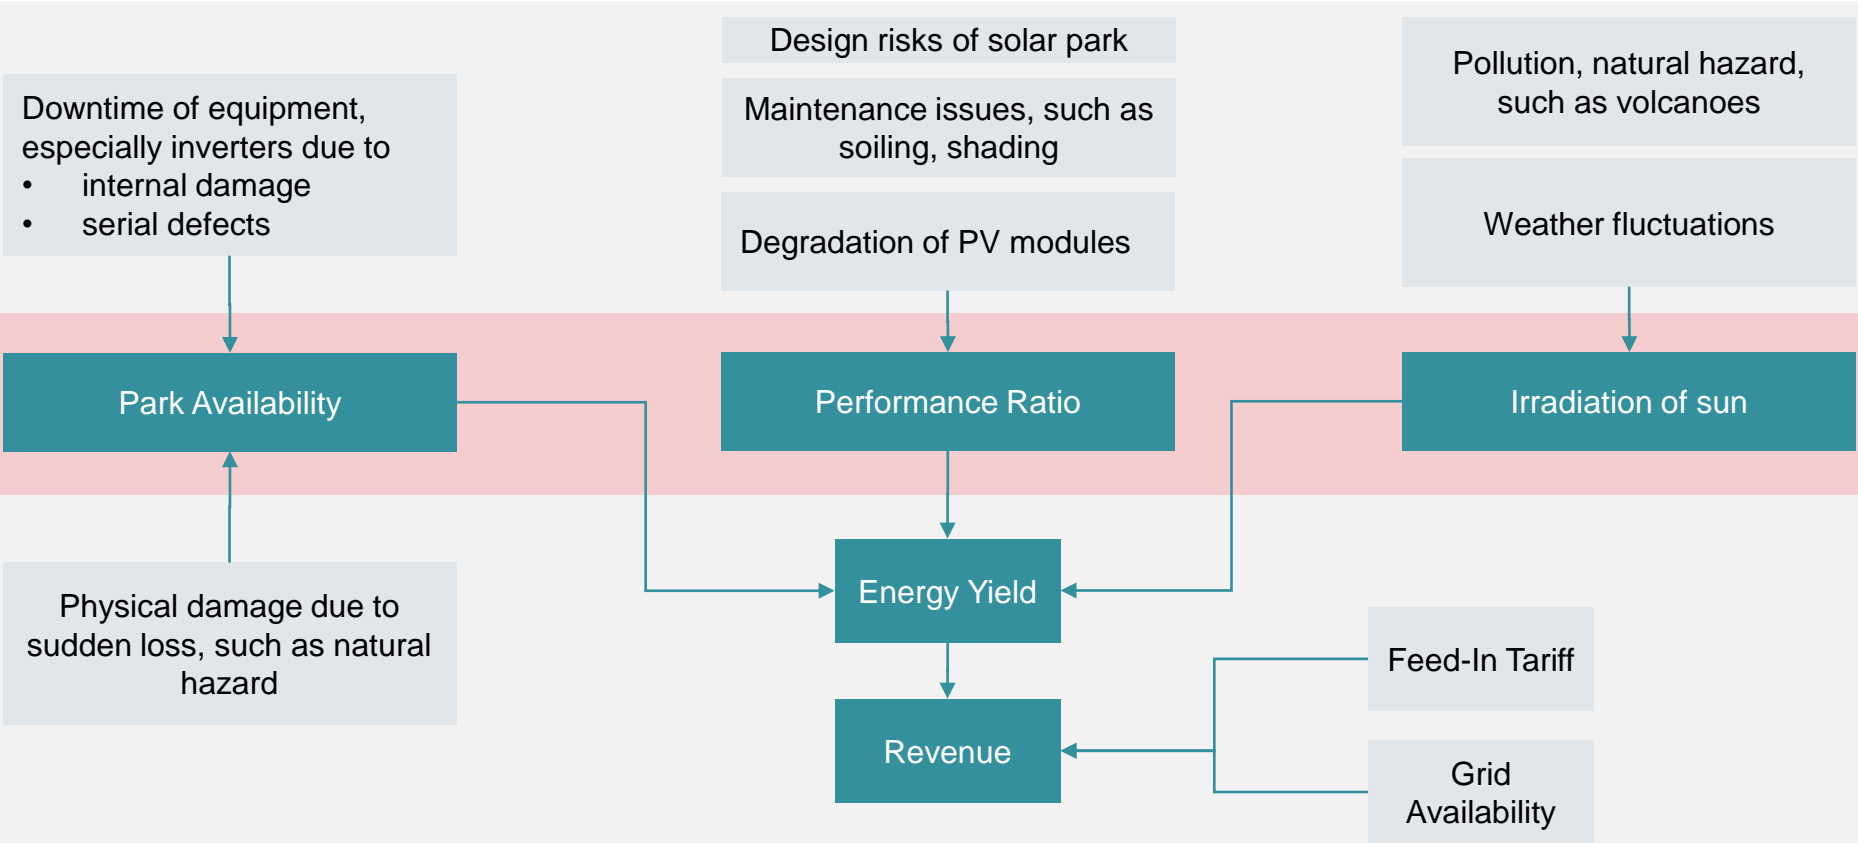 Design risks of solar park
Pollution, natural hazard,
such as volcanoes
Downtime of equipment,
especially inverters due to
• internal damage
• serial defects
Maintenance issues, such as
soiling, shading
Degradation of PV modules
Weather fluctuations
Park Availability
Performance Ratio
Irradiation of sun
Physical damage due to
sudden loss, such as natural
hazard
Energy Yield
Feed-In Tariff
Revenue
Grid
Availability